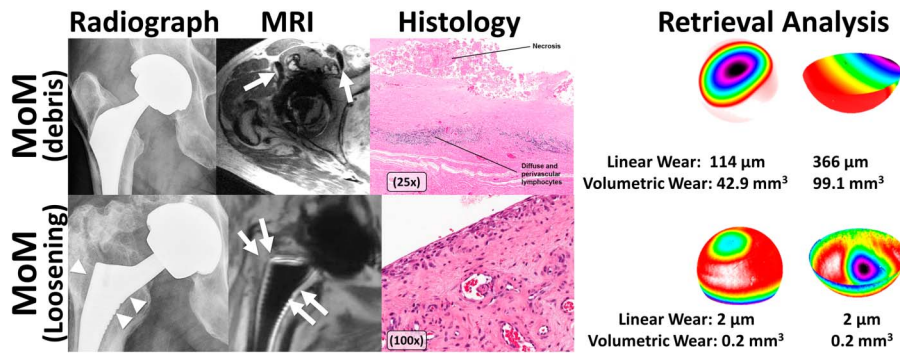 Radiograph MRI Histology Retrieval Analysis
MoM
(debris)
Necrosis
Diffuse and
perivascular
lymphocytes
(25x)
Linear Wear: 114 µm 366 µm
Volumetric Wear: 42.9 mm³ 99.1 mm³
MoM
(Loosening)
(100x)
Linear Wear: 2 µm 2 µm
Volumetric Wear: 0.2 mm³ 0.2 mm³